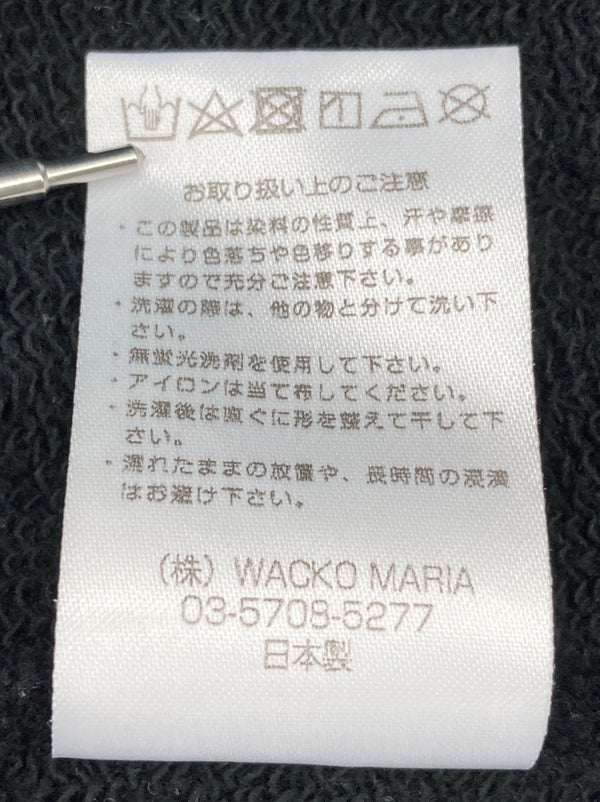 お取り扱い上のご注意
・この製品は染料の性質上、汗や摩擦
により色落ちや色移りする事があり
ますので充分ご注意下さい。
・洗濯の際は、他の物と分けて洗い下
さい。
・無蛍光洗剤を使用して下さい。
・アイロンは当て布してください。
・洗濯後は直ぐに形を整えて干して下
さい。
・濡れたままの放置や、長時間の浸漬
はお避け下さい。
(株) WACKO MARIA
03-5708-5277
日本製